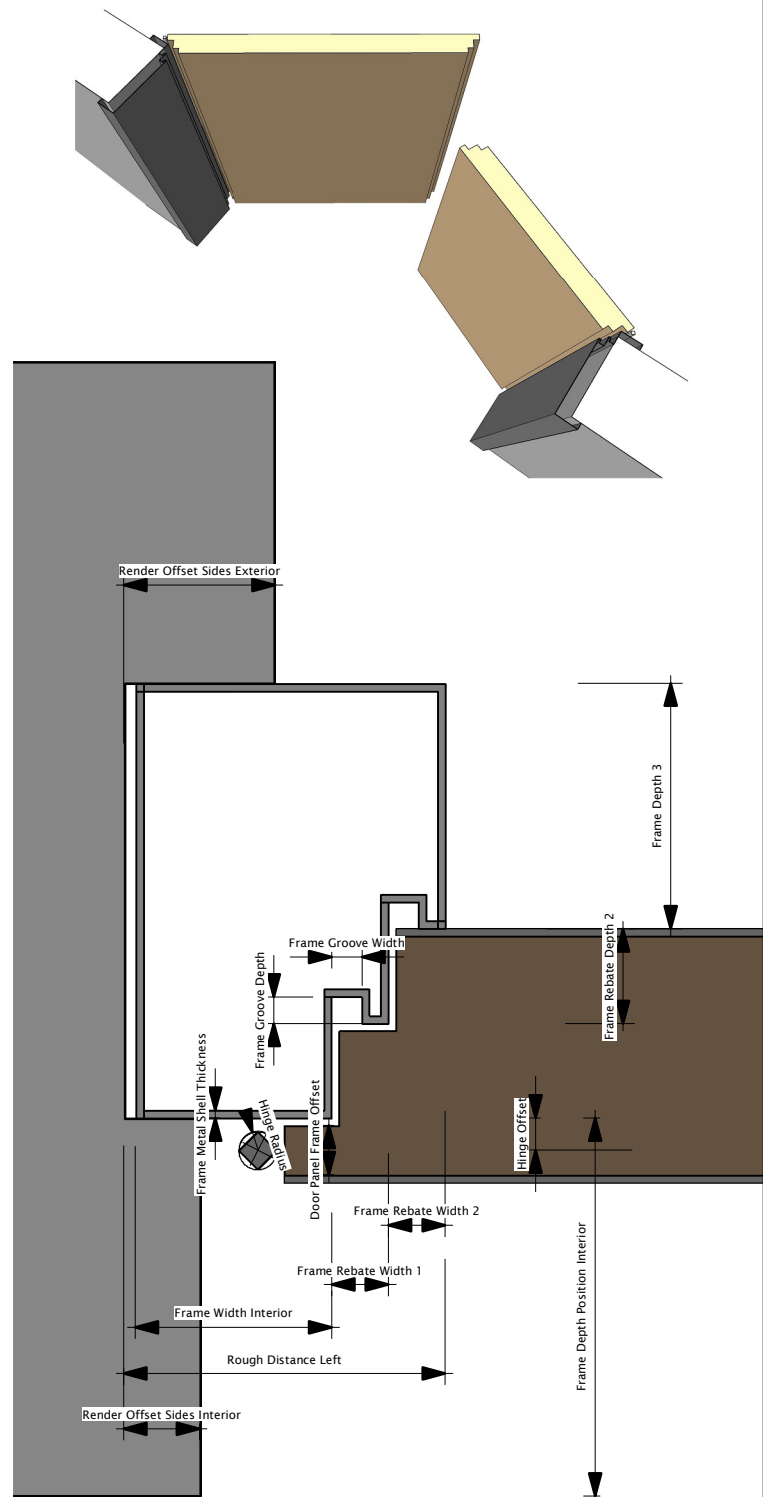 Render Offset Sides Exterior
Frame Depth 3
Frame Groove Width
Frame Rebate Depth 2
Frame Groove Depth
Frame Metal Shell Thickness
Hinge Radius
Door Panel Frame Offset
Hinge Offset
Frame Rebate Width 2
Frame Rebate Width 1
Frame Depth Position Interior
Frame Width Interior
Rough Distance Left
Render Offset Sides Interior